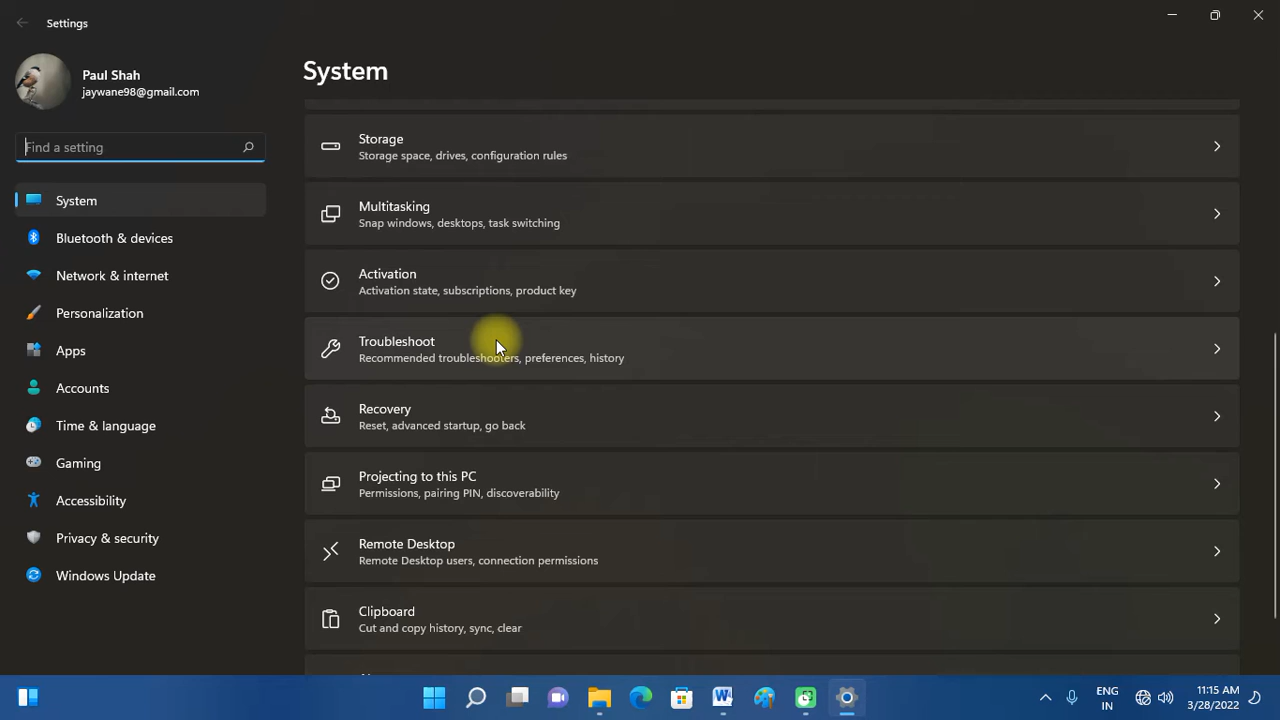 Settings
Paul Shah
jaywane98@gmail.com
Find a setting
System
Bluetooth & devices
Network & internet
Personalization
Apps
Accounts
Time & language
Gaming
Accessibility
Privacy & security
Windows Update
System
Storage
Storage space, drives, configuration rules
Multitasking
Snap windows, desktops, task switching
Activation
Activation state, subscriptions, product key
Troubleshoot
Recommended troubleshooters, preferences, history
Recovery
Reset, advanced startup, go back
Projecting to this PC
Permissions, pairing PIN, discoverability
Remote Desktop
Remote Desktop users, connection permissions
Clipboard
Cut and copy history, sync, clear
ENG
IN
11:15 AM
3/28/2022